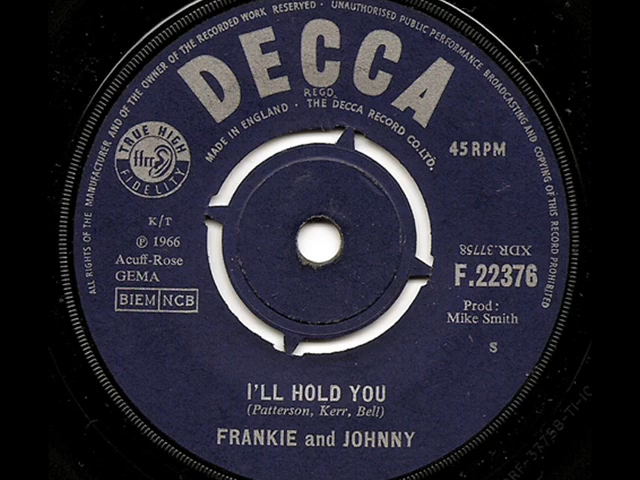 ALL RIGHTS OF THE MANUFACTURER AND OF THE OWNER OF THE RECORDED WORK RESERVED · UNAUTHORISED PUBLIC PERFORMANCE BROADCASTING AND COPYING OF THIS RECORD PROHIBITED
DECCA
REGD.
MADE IN ENGLAND · THE DECCA RECORD CO. LTD.
TRUE HIGH
ffrr
FIDELITY
45 RPM
K/T
℗ 1966
Acuff-Rose
GEMA
BIEM NCB
XDR.37758
F.22376
Prod:
Mike Smith
S
I'LL HOLD YOU
(Patterson, Kerr, Bell)
FRANKIE and JOHNNY